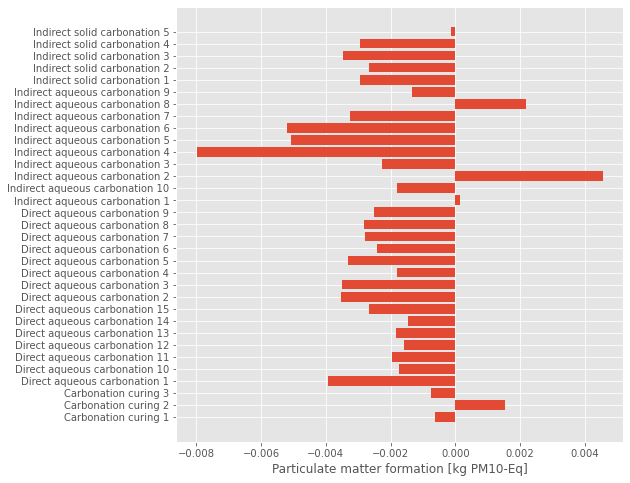 Indirect solid carbonation 5
Indirect solid carbonation 4
Indirect solid carbonation 3
Indirect solid carbonation 2
Indirect solid carbonation 1
Indirect aqueous carbonation 9
Indirect aqueous carbonation 8
Indirect aqueous carbonation 7
Indirect aqueous carbonation 6
Indirect aqueous carbonation 5
Indirect aqueous carbonation 4
Indirect aqueous carbonation 3
Indirect aqueous carbonation 2
Indirect aqueous carbonation 10
Indirect aqueous carbonation 1
Direct aqueous carbonation 9
Direct aqueous carbonation 8
Direct aqueous carbonation 7
Direct aqueous carbonation 6
Direct aqueous carbonation 5
Direct aqueous carbonation 4
Direct aqueous carbonation 3
Direct aqueous carbonation 2
Direct aqueous carbonation 15
Direct aqueous carbonation 14
Direct aqueous carbonation 13
Direct aqueous carbonation 12
Direct aqueous carbonation 11
Direct aqueous carbonation 10
Direct aqueous carbonation 1
Carbonation curing 3
Carbonation curing 2
Carbonation curing 1
−0.008 −0.006 −0.004 −0.002 0.000 0.002 0.004
Particulate matter formation [kg PM10-Eq]